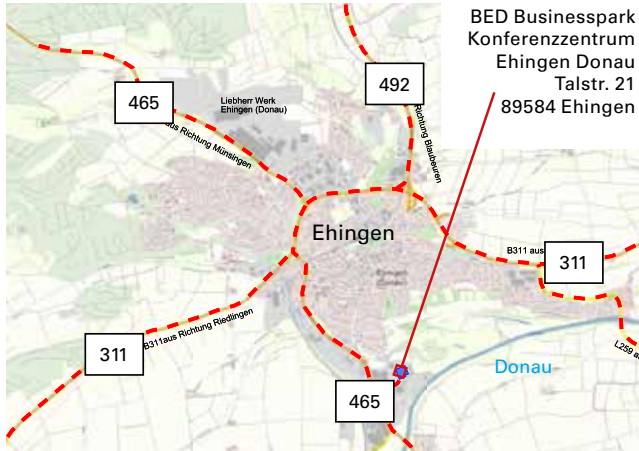 BED Businesspark
Konferenzzentrum
Ehingen Donau
Talstr. 21
89584 Ehingen
492
465
Liebherr Werk
Ehingen (Donau)
aus Richtung Münsingen
Richtung Blaubeuren
Ehingen
B311 aus
311
B311aus Richtung Riedlingen
311
L259 a
Donau
465